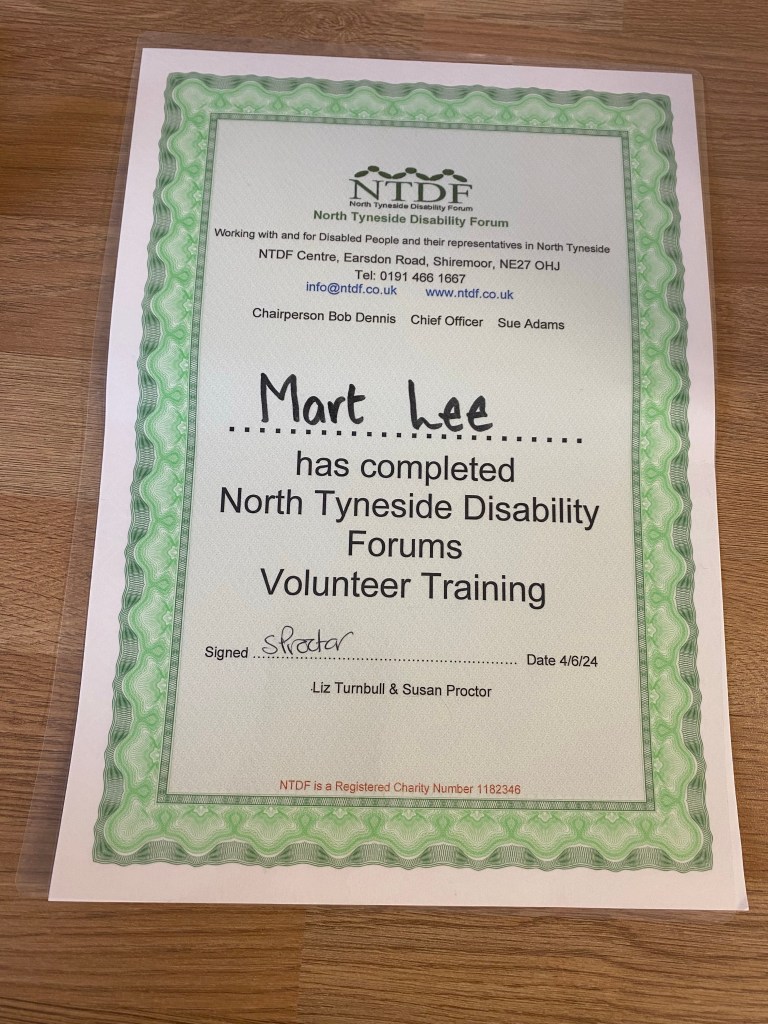 NTDF
North Tyneside Disability Forum
North Tyneside Disability Forum
Working with and for Disabled People and their representatives in North Tyneside
NTDF Centre, Earsdon Road, Shiremoor, NE27 OHJ
Tel: 0191 466 1667
info@ntdf.co.uk www.ntdf.co.uk
Chairperson Bob Dennis Chief Officer Sue Adams
Mart Lee
has completed
North Tyneside Disability
Forums
Volunteer Training
Signed SProctor Date 4/6/24
Liz Turnbull & Susan Proctor
NTDF is a Registered Charity Number 1182346